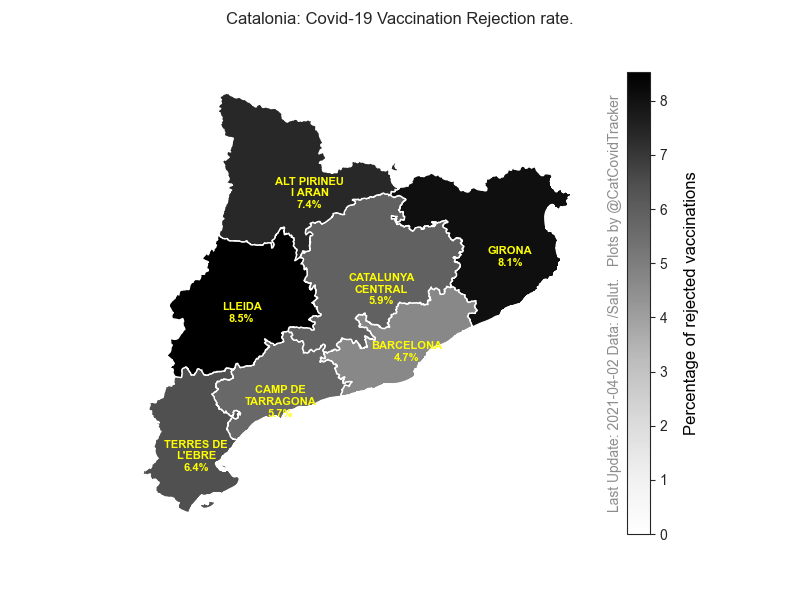 Catalonia: Covid-19 Vaccination Rejection rate.
ALT PIRINEU
I ARAN
7.4%
GIRONA
8.1%
CATALUNYA
CENTRAL
5.9%
LLEIDA
8.5%
BARCELONA
4.7%
CAMP DE
TARRAGONA
5.7%
TERRES DE
L'EBRE
6.4%
Last Update: 2021-04-02 Data: /Salut. Plots by @CatCovidTracker
8
7
6
5
4
3
2
1
0
Percentage of rejected vaccinations